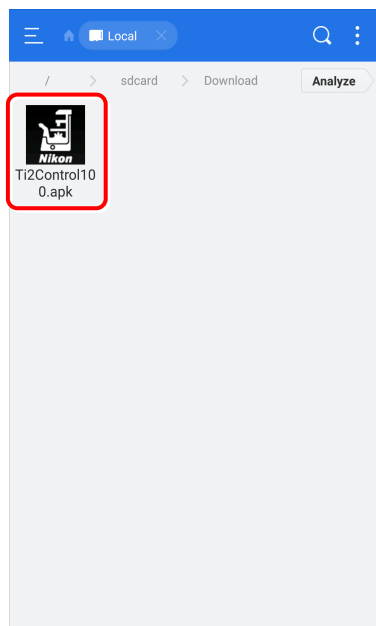 Local
/ > sdcard > Download Analyze
Nikon
Ti2Control10
0.apk